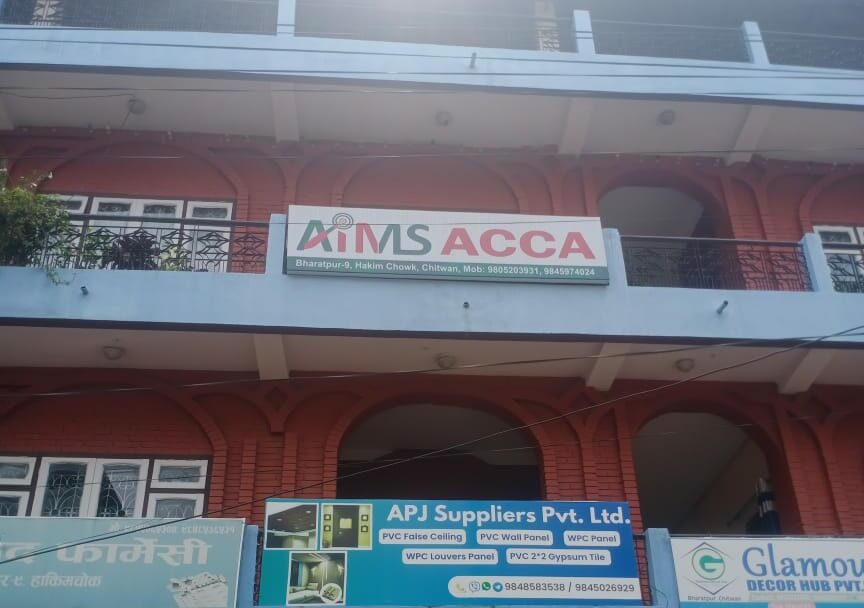 AiMS ACCA
Bharatpur-9, Hakim Chowk, Chitwan, Mob: 9805203931, 9845974024
APJ Suppliers Pvt. Ltd.
PVC False Ceiling PVC Wall Panel WPC Panel
WPC Louvers Panel PVC 2*2 Gypsum Tile
9848583538 / 9845026929
फार्मेसी
हाकिमचोक
G
Glamou
DECOR HUB PVT.
Bharatpur, Chitwan